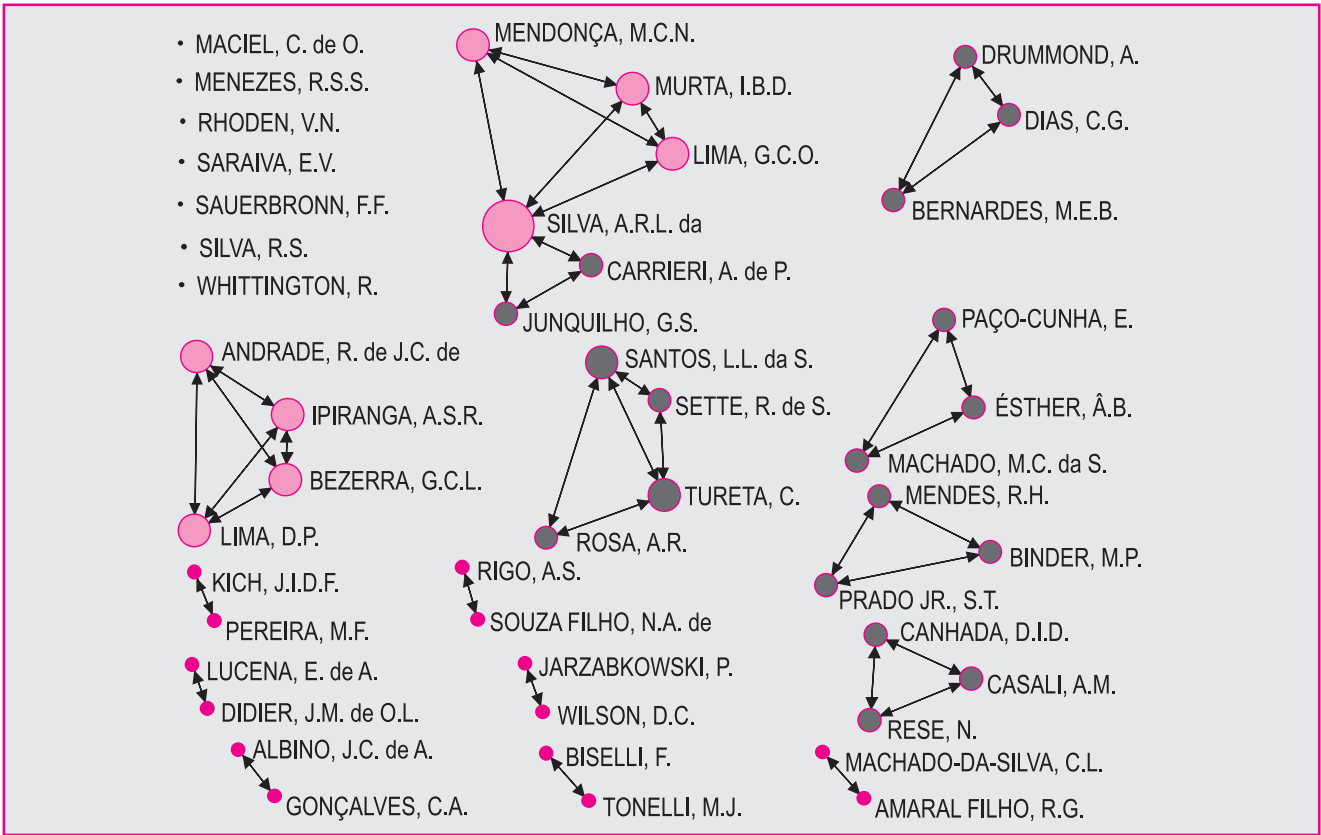 • MACIEL, C. de O.
• MENEZES, R.S.S.
• RHODEN, V.N.
• SARAIVA, E.V.
• SAUERBRONN, F.F.
• SILVA, R.S.
• WHITTINGTON, R.
MENDONÇA, M.C.N.
MURTA, I.B.D.
LIMA, G.C.O.
SILVA, A.R.L. da
CARRIERI, A. de P.
JUNQUILHO, G.S.
DRUMMOND, A.
DIAS, C.G.
BERNARDES, M.E.B.
ANDRADE, R. de J.C. de
IPIRANGA, A.S.R.
BEZERRA, G.C.L.
LIMA, D.P.
SANTOS, L.L. da S.
SETTE, R. de S.
TURETA, C.
ROSA, A.R.
PAÇO-CUNHA, E.
ÉSTHER, Â.B.
MACHADO, M.C. da S.
MENDES, R.H.
BINDER, M.P.
PRADO JR., S.T.
KICH, J.I.D.F.
PEREIRA, M.F.
RIGO, A.S.
SOUZA FILHO, N.A. de
CANHADA, D.I.D.
CASALI, A.M.
RESE, N.
LUCENA, E. de A.
DIDIER, J.M. de O.L.
JARZABKOWSKI, P.
WILSON, D.C.
ALBINO, J.C. de A.
GONÇALVES, C.A.
BISELLI, F.
TONELLI, M.J.
MACHADO-DA-SILVA, C.L.
AMARAL FILHO, R.G.